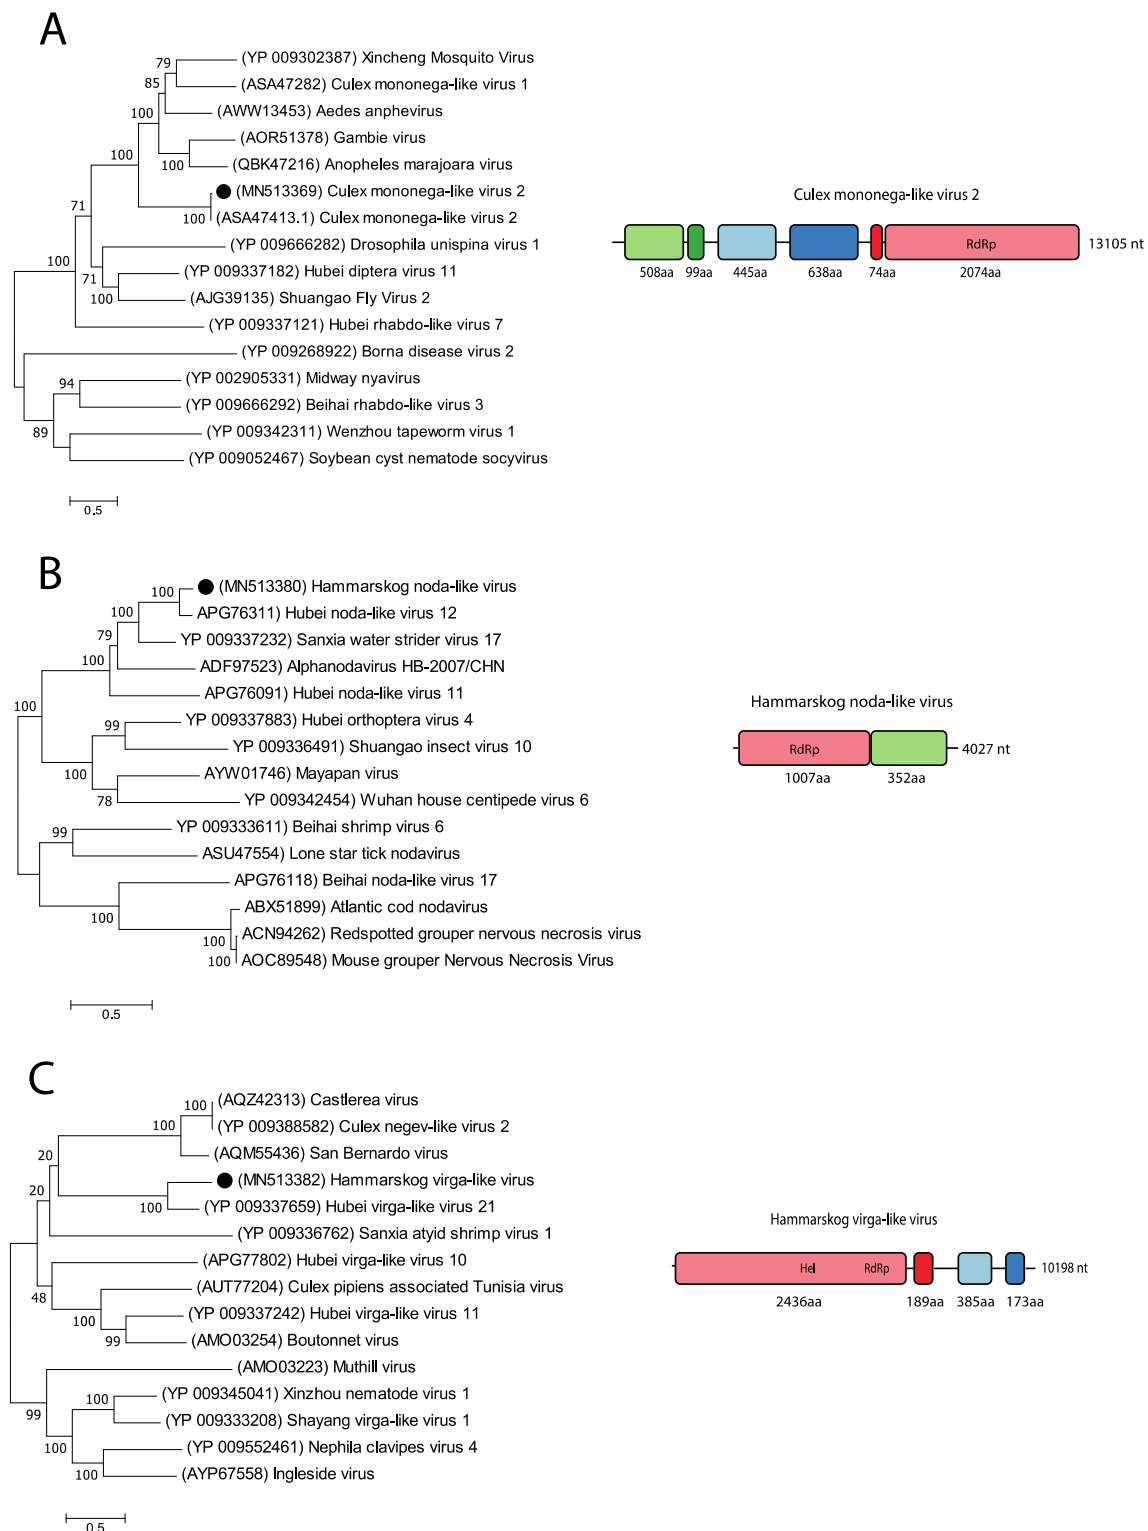 A
79
(YP 009302387) Xincheng Mosquito Virus
85
(ASA47282) Culex mononega-like virus 1
100
(AWW13453) Aedes anphevirus
(AOR51378) Gambie virus
100
100
(QBK47216) Anopheles marajoara virus
(MN513369) Culex mononega-like virus 2
71
100
(ASA47413.1) Culex mononega-like virus 2
(YP 009666282) Drosophila unispina virus 1
100
71
(YP 009337182) Hubei diptera virus 11
100
(AJG39135) Shuangao Fly Virus 2
(YP 009337121) Hubei rhabdo-like virus 7
(YP 009268922) Borna disease virus 2
94
(YP 002905331) Midway nyavirus
(YP 009666292) Beihai rhabdo-like virus 3
89
(YP 009342311) Wenzhou tapeworm virus 1
(YP 009052467) Soybean cyst nematode socyvirus
0.5
Culex mononega-like virus 2
RdRp
13105 nt
508aa 99aa 445aa 638aa 74aa 2074aa
B
100
(MN513380) Hammarskog noda-like virus
100
APG76311) Hubei noda-like virus 12
79
YP 009337232) Sanxia water strider virus 17
100
ADF97523) Alphanodavirus HB-2007/CHN
APG76091) Hubei noda-like virus 11
100
99
YP 009337883) Hubei orthoptera virus 4
YP 009336491) Shuangao insect virus 10
100
AYW01746) Mayapan virus
78
YP 009342454) Wuhan house centipede virus 6
99
YP 009333611) Beihai shrimp virus 6
ASU47554) Lone star tick nodavirus
APG76118) Beihai noda-like virus 17
100
ABX51899) Atlantic cod nodavirus
100
ACN94262) Redspotted grouper nervous necrosis virus
100
AOC89548) Mouse grouper Nervous Necrosis Virus
0.5
Hammarskog noda-like virus
RdRp
4027 nt
1007aa 352aa
C
100
(AQZ42313) Castlerea virus
100
(YP 009388582) Culex negev-like virus 2
20
(AQM55436) San Bernardo virus
(MN513382) Hammarskog virga-like virus
20
100
(YP 009337659) Hubei virga-like virus 21
(YP 009336762) Sanxia atyid shrimp virus 1
(APG77802) Hubei virga-like virus 10
48
(AUT77204) Culex pipiens associated Tunisia virus
100
(YP 009337242) Hubei virga-like virus 11
99
(AMO03254) Boutonnet virus
(AMO03223) Muthill virus
99
100
(YP 009345041) Xinzhou nematode virus 1
(YP 009333208) Shayang virga-like virus 1
100
(YP 009552461) Nephila clavipes virus 4
100
(AYP67558) Ingleside virus
0.5
Hammarskog virga-like virus
Hel RdRp
10198 nt
2436aa 189aa 385aa 173aa